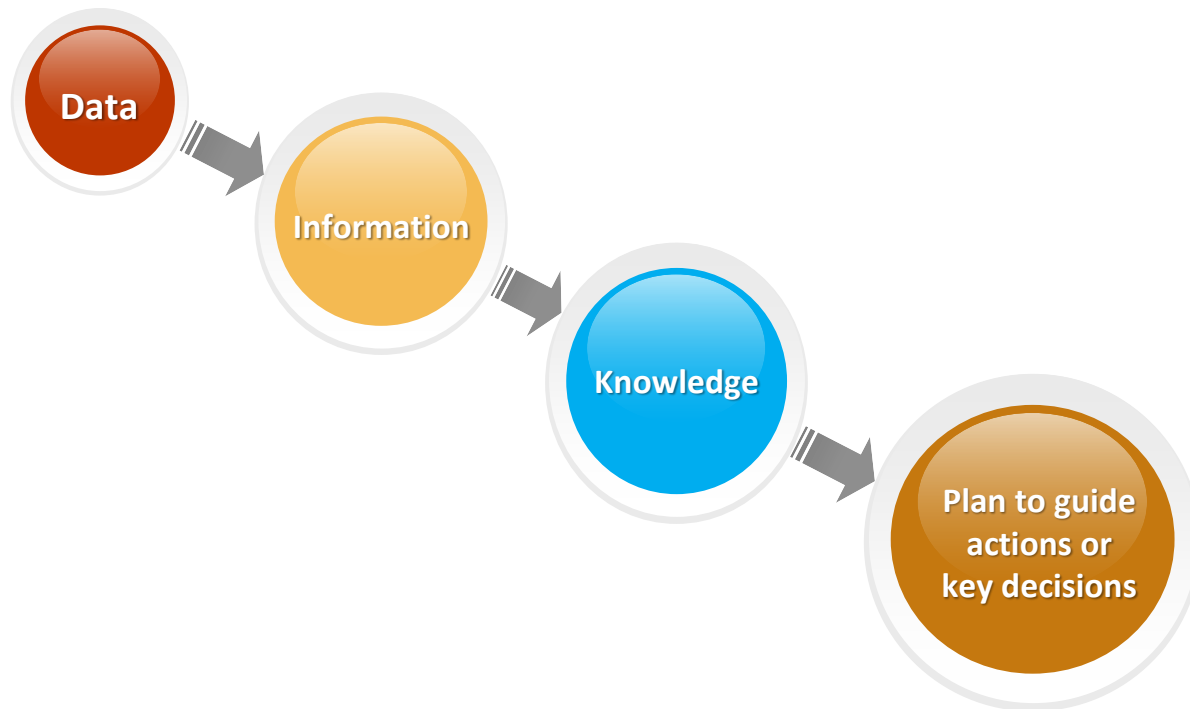 Data
Information
Knowledge
Plan to guide
actions or
key decisions